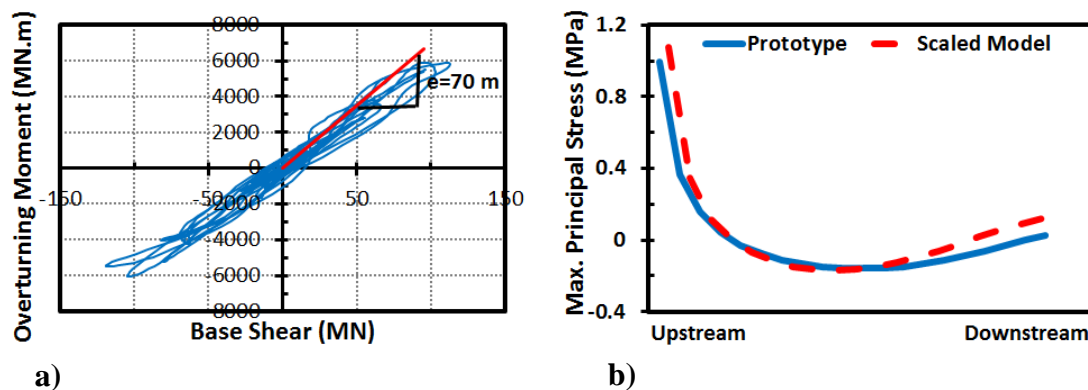 8000
6000
4000
2000
0
-2000
-4000
-6000
8000
-150
-50
50
150
e=70 m
Overturning Moment (MN.m)
Base Shear (MN)
a)
Prototype
Scaled Model
1.2
0.8
0.4
0
-0.4
Max. Principal Stress (MPa)
Upstream
Downstream
b)